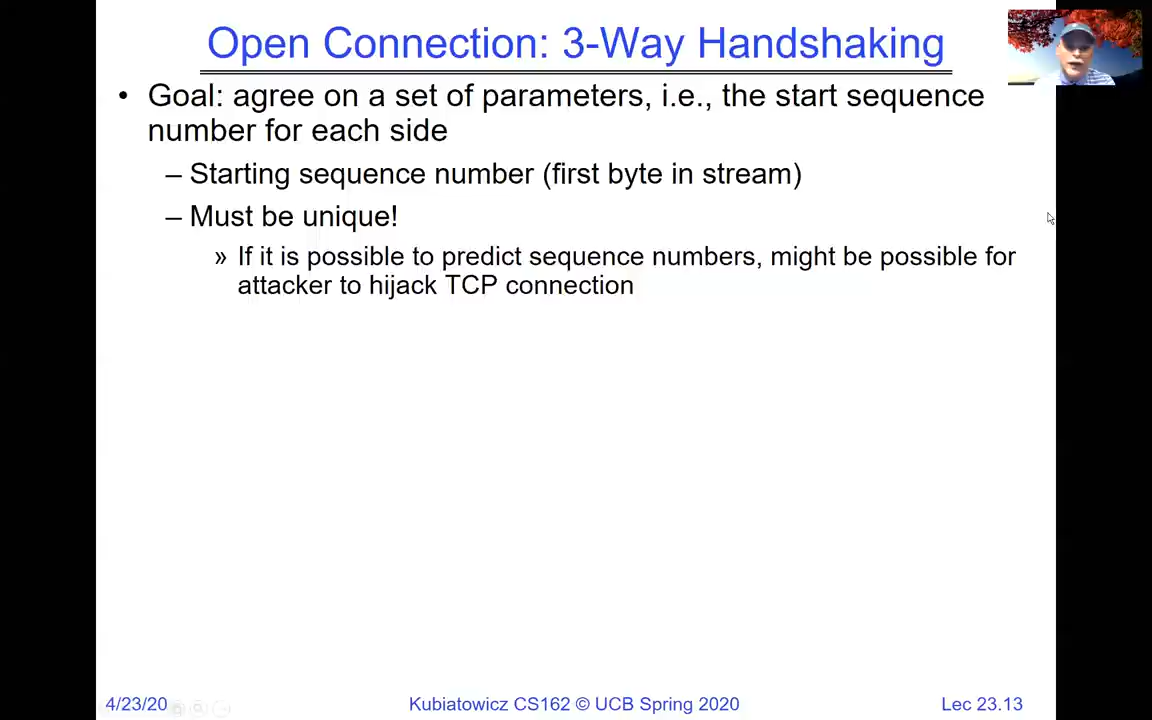 Open Connection: 3-Way Handshaking
• Goal: agree on a set of parameters, i.e., the start sequence
number for each side
– Starting sequence number (first byte in stream)
– Must be unique!
» If it is possible to predict sequence numbers, might be possible for
attacker to hijack TCP connection
4/23/20
Kubiatowicz CS162 © UCB Spring 2020
Lec 23.13